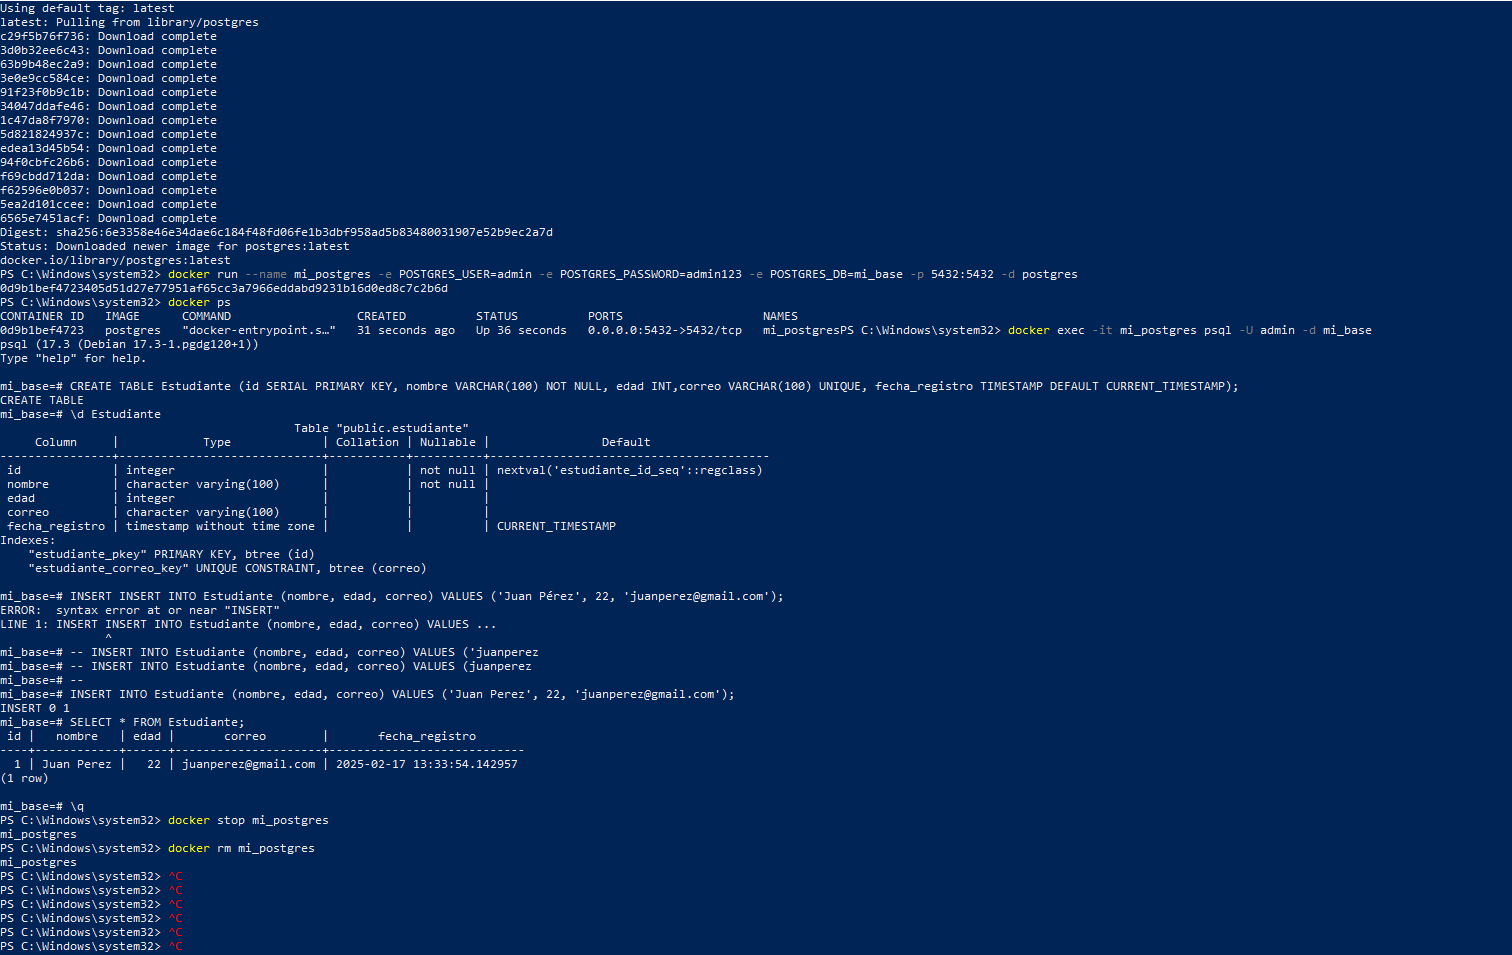 Using default tag: latest
latest: Pulling from library/postgres
c29f5b76f736: Download complete
3d0b32ee6c43: Download complete
63b9b48ec2a9: Download complete
3e0e9cc584ce: Download complete
91f23f0b9c1b: Download complete
34047ddafe46: Download complete
1c47da8f7970: Download complete
5d821824937c: Download complete
edea13d45b54: Download complete
94f0cbfc26b6: Download complete
f69cbdd712da: Download complete
f62596e0b037: Download complete
5ea2d101ccee: Download complete
6565e7451acf: Download complete
Digest: sha256:6e3358e46e34dae6c184f48fd06fe1b3dbf958ad5b83480031907e52b9ec2a7d
Status: Downloaded newer image for postgres:latest
docker.io/library/postgres:latest
PS C:\Windows\system32> docker run --name mi_postgres -e POSTGRES_USER=admin -e POSTGRES_PASSWORD=admin123 -e POSTGRES_DB=mi_base -p 5432:5432 -d postgres
0d9b1bef4723405d51d27e77951af65cc3a7966eddabd9231b16d0ed8c7c2b6d
PS C:\Windows\system32> docker ps
CONTAINER ID   IMAGE      COMMAND                  CREATED          STATUS          PORTS                    NAMES
0d9b1bef4723   postgres   "docker-entrypoint.s…"   31 seconds ago   Up 36 seconds   0.0.0.0:5432->5432/tcp   mi_postgresPS C:\Windows\system32> docker exec -it mi_postgres psql -U admin -d mi_base
psql (17.3 (Debian 17.3-1.pgdg120+1))
Type "help" for help.
mi_base=# CREATE TABLE Estudiante (id SERIAL PRIMARY KEY, nombre VARCHAR(100) NOT NULL, edad INT,correo VARCHAR(100) UNIQUE, fecha_registro TIMESTAMP DEFAULT CURRENT_TIMESTAMP);
CREATE TABLE
mi_base=# \d Estudiante
                                          Table "public.estudiante"
     Column     |            Type             | Collation | Nullable |                Default
----------------+-----------------------------+-----------+----------+----------------------------------------
 id             | integer                     |           | not null | nextval('estudiante_id_seq'::regclass)
 nombre         | character varying(100)      |           | not null |
 edad           | integer                     |           |          |
 correo         | character varying(100)      |           |          |
 fecha_registro | timestamp without time zone |           |          | CURRENT_TIMESTAMP
Indexes:
    "estudiante_pkey" PRIMARY KEY, btree (id)
    "estudiante_correo_key" UNIQUE CONSTRAINT, btree (correo)
mi_base=# INSERT INSERT INTO Estudiante (nombre, edad, correo) VALUES ('Juan Pérez', 22, 'juanperez@gmail.com');
ERROR:  syntax error at or near "INSERT"
LINE 1: INSERT INSERT INTO Estudiante (nombre, edad, correo) VALUES ...
               ^
mi_base=# -- INSERT INTO Estudiante (nombre, edad, correo) VALUES ('juanperez
mi_base=# -- INSERT INTO Estudiante (nombre, edad, correo) VALUES (juanperez
mi_base=# --
mi_base=# INSERT INTO Estudiante (nombre, edad, correo) VALUES ('Juan Perez', 22, 'juanperez@gmail.com');
INSERT 0 1
mi_base=# SELECT * FROM Estudiante;
 id |   nombre   | edad |       correo        |       fecha_registro
----+------------+------+---------------------+----------------------------
  1 | Juan Perez |   22 | juanperez@gmail.com | 2025-02-17 13:33:54.142957
(1 row)
mi_base=# \q
PS C:\Windows\system32> docker stop mi_postgres
mi_postgres
PS C:\Windows\system32> docker rm mi_postgres
mi_postgres
PS C:\Windows\system32> ^C
PS C:\Windows\system32> ^C
PS C:\Windows\system32> ^C
PS C:\Windows\system32> ^C
PS C:\Windows\system32> ^C
PS C:\Windows\system32> ^C